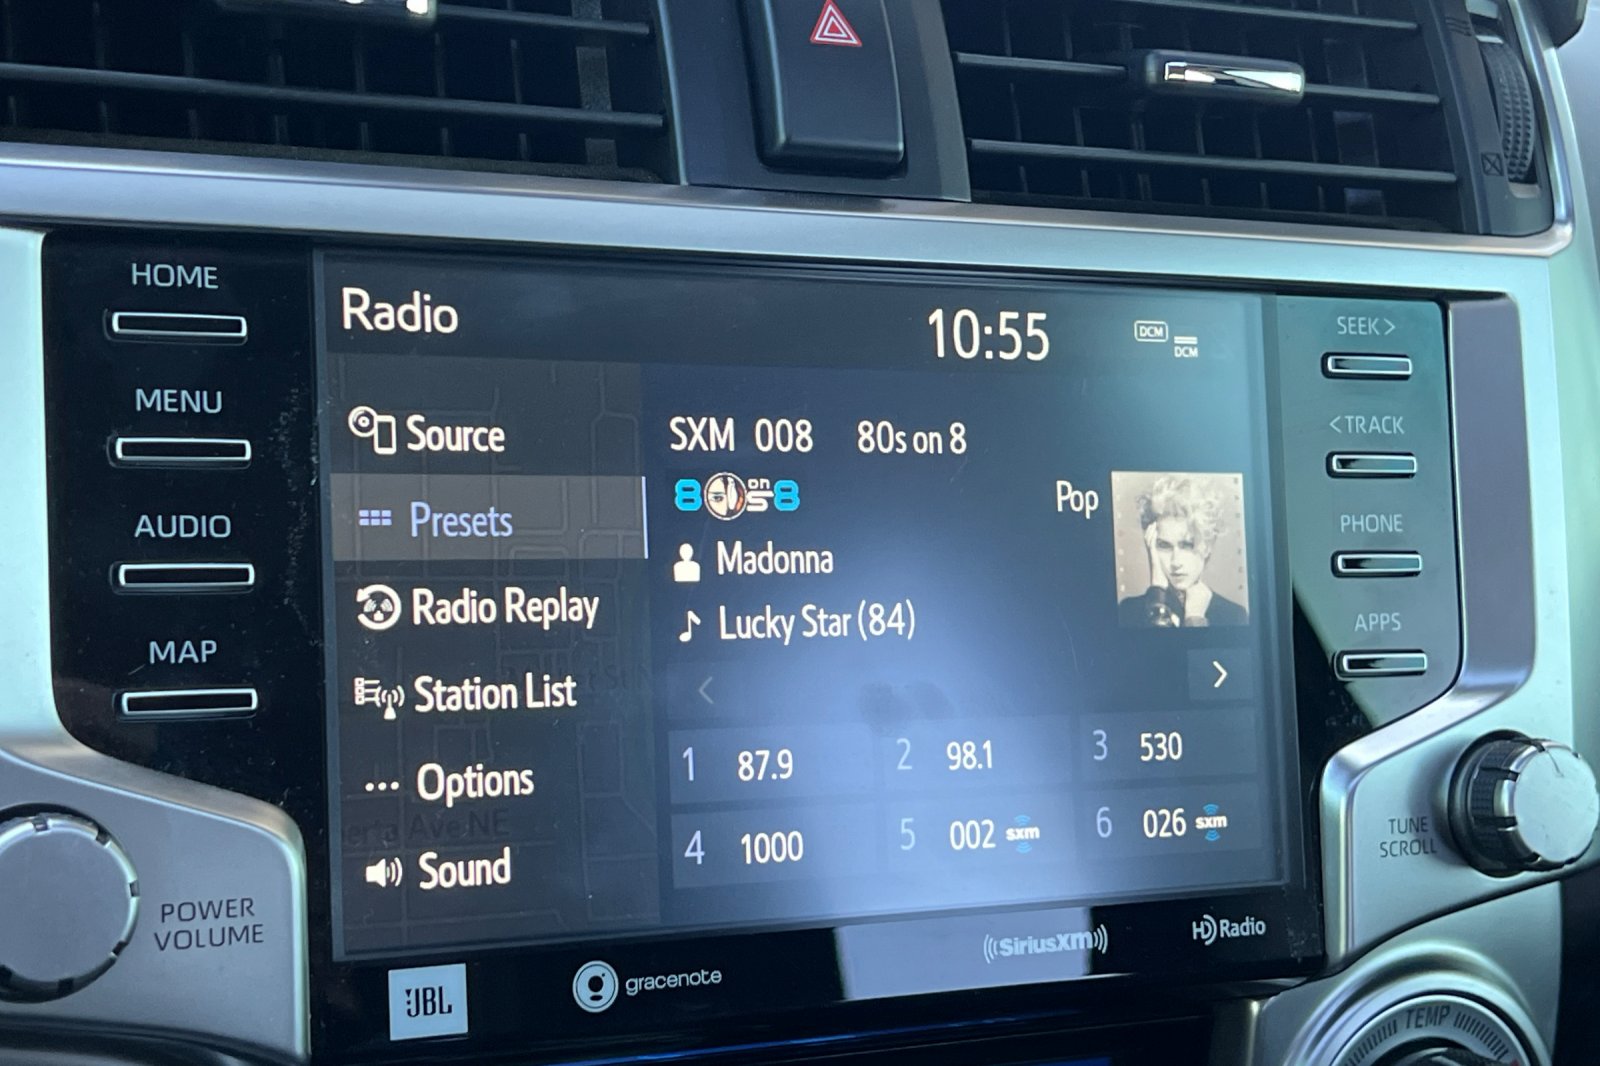 HOME
MENU
AUDIO
MAP
POWER
VOLUME
Radio
10:55
DCM
DCM
Source
Presets
Radio Replay
Station List
Options
Sound
SXM 008 80s on 8
80s on 8
Pop
Madonna
Lucky Star (84)
1 87.9
2 98.1
3 530
4 1000
5 002 sxm
6 026 sxm
SEEK >
< TRACK
PHONE
APPS
TUNE
SCROLL
JBL
gracenote
SiriusXM
HD Radio
TEMP